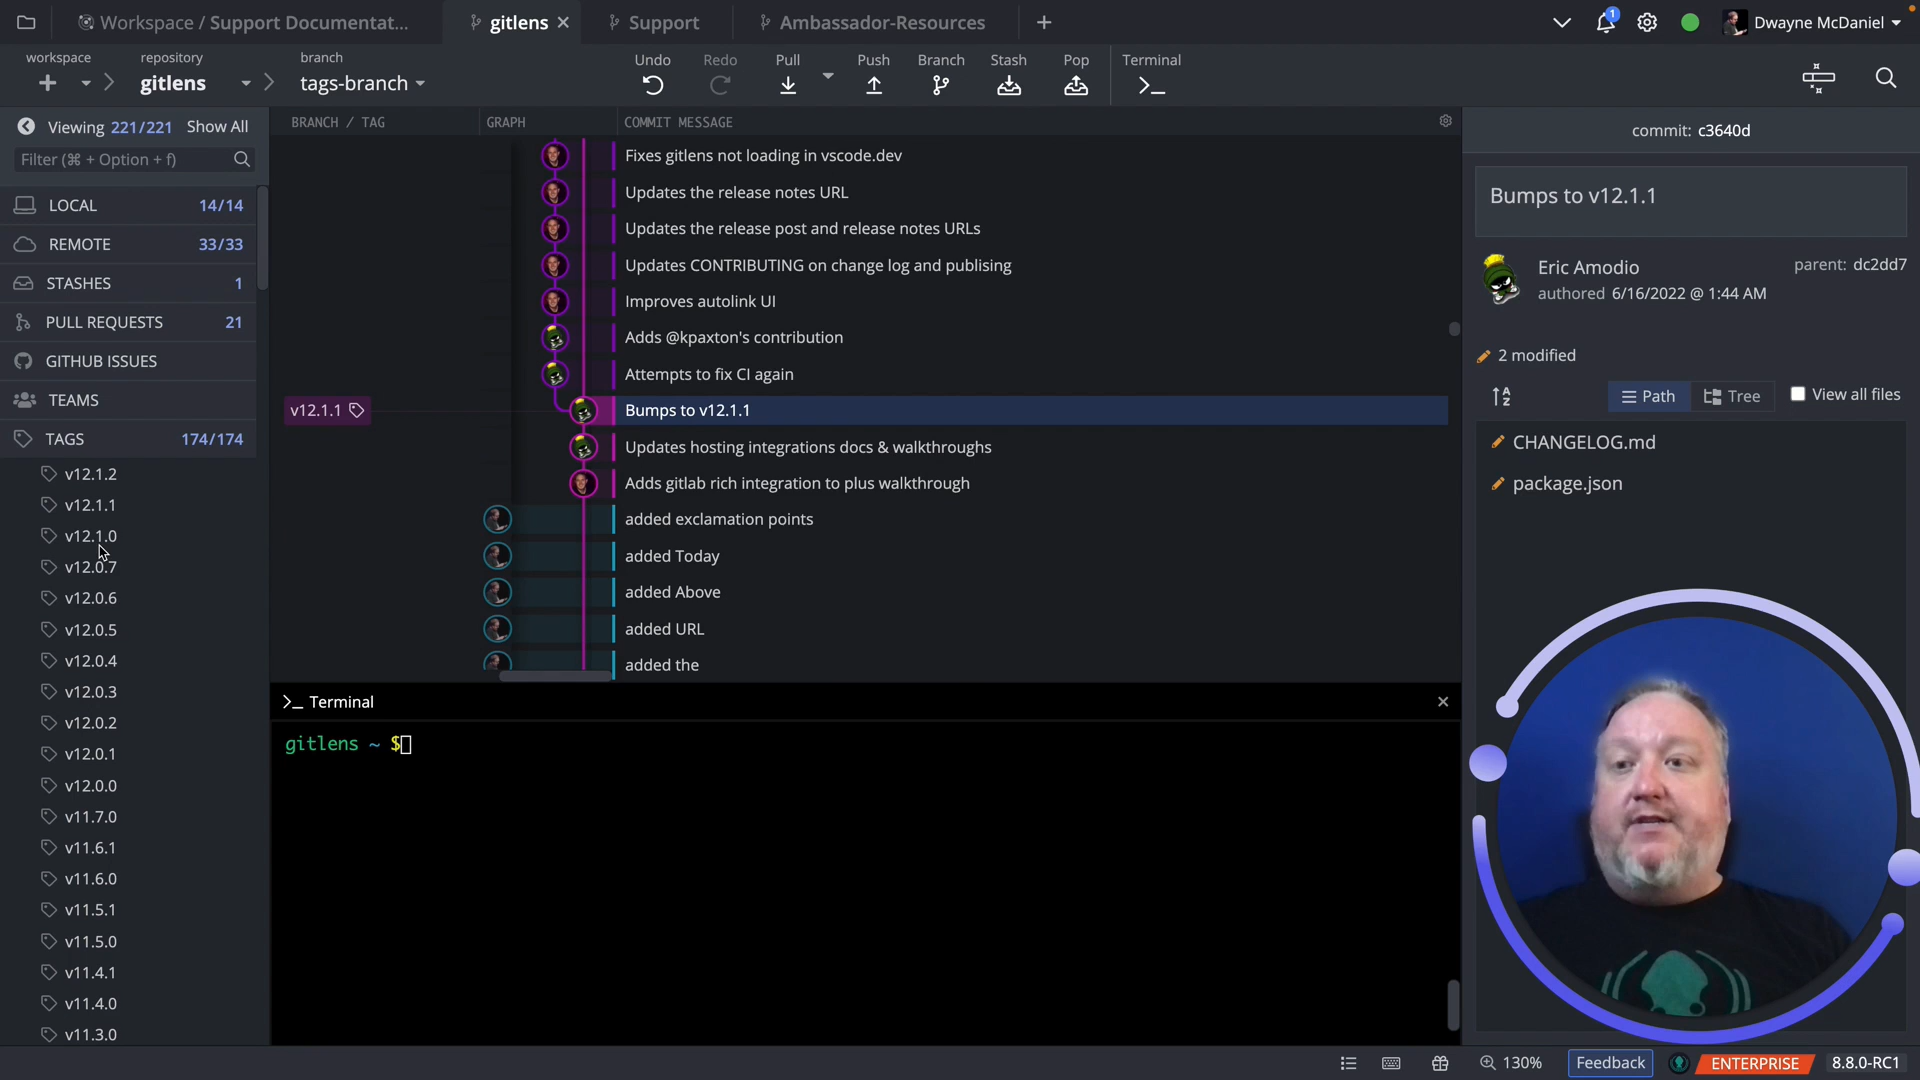 Workspace / Support Documentat...
gitlens
Support
Ambassador-Resources
1
Dwayne McDaniel
workspace
repository
gitlens
branch
tags-branch
Undo
Redo
Pull
Push
Branch
Stash
Pop
Terminal
Viewing 221/221 Show All
Filter (⌘ + Option + f)
LOCAL 14/14
REMOTE 33/33
STASHES 1
PULL REQUESTS 21
GITHUB ISSUES
TEAMS
TAGS 174/174
v12.1.2
v12.1.1
v12.1.0
v12.0.7
v12.0.6
v12.0.5
v12.0.4
v12.0.3
v12.0.2
v12.0.1
v12.0.0
v11.7.0
v11.6.1
v11.6.0
v11.5.1
v11.5.0
v11.4.1
v11.4.0
v11.3.0
BRANCH / TAG
GRAPH
COMMIT MESSAGE
Fixes gitlens not loading in vscode.dev
Updates the release notes URL
Updates the release post and release notes URLs
Updates CONTRIBUTING on change log and publising
Improves autolink UI
Adds @kpaxton's contribution
Attempts to fix CI again
v12.1.1
Bumps to v12.1.1
Updates hosting integrations docs & walkthroughs
Adds gitlab rich integration to plus walkthrough
added exclamation points
added Today
added Above
added URL
added the
>_ Terminal
gitlens ~ $
commit: c3640d
Bumps to v12.1.1
Eric Amodio
authored 6/16/2022 @ 1:44 AM
parent: dc2dd7
2 modified
A
Z
Path
Tree
View all files
CHANGELOG.md
package.json
130%
Feedback
ENTERPRISE
8.8.0-RC1